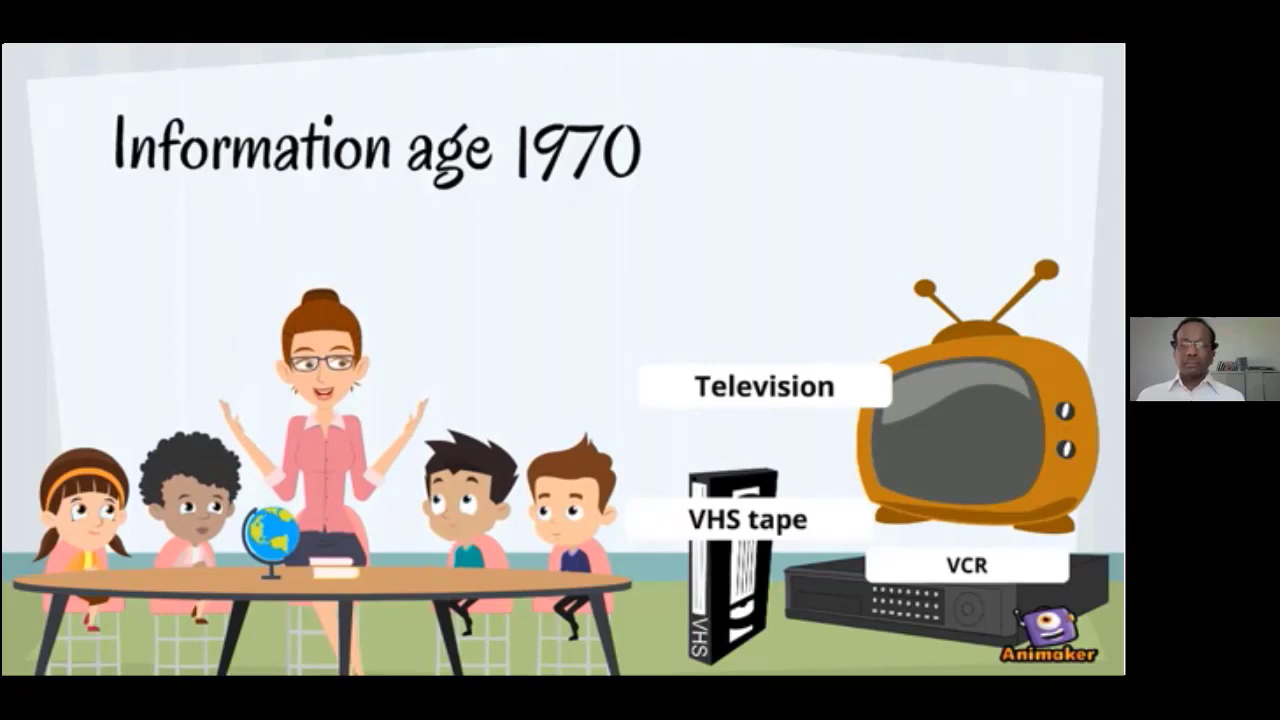 Information age 1970
Television
VHS tape
VCR
VHS
Animaker